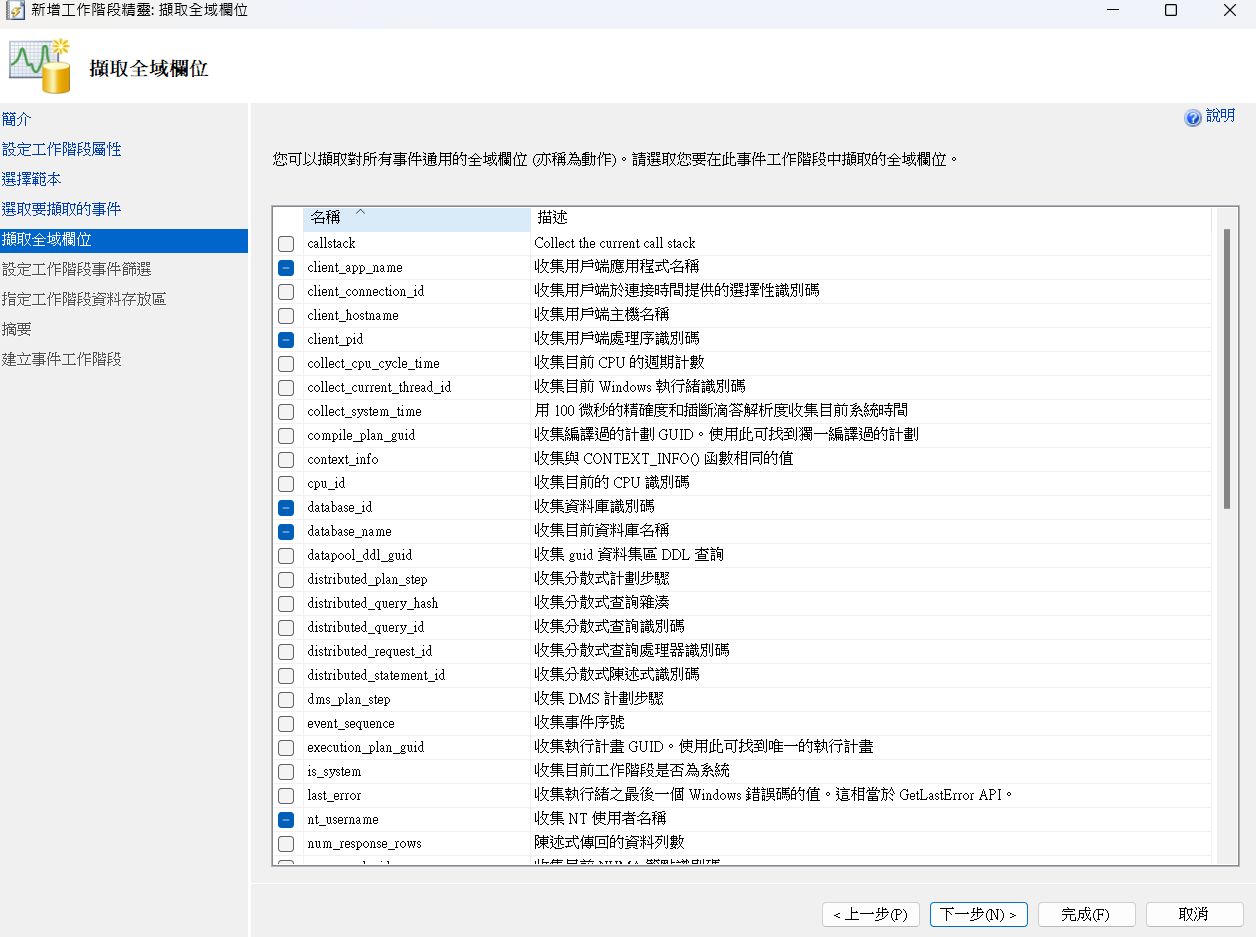 新增工作階段精靈: 擷取全域欄位
擷取全域欄位
簡介
設定工作階段屬性
選擇範本
選取要擷取的事件
擷取全域欄位
設定工作階段事件篩選
指定工作階段資料存放區
摘要
建立事件工作階段
說明
您可以擷取對所有事件通用的全域欄位 (亦稱為動作)。請選取您要在此事件工作階段中擷取的全域欄位。
名稱 描述
callstack Collect the current call stack
client_app_name 收集用戶端應用程式名稱
client_connection_id 收集用戶端於連接時間提供的選擇性識別碼
client_hostname 收集用戶端主機名稱
client_pid 收集用戶端處理序識別碼
collect_cpu_cycle_time 收集目前 CPU 的週期計數
collect_current_thread_id 收集目前 Windows 執行緒識別碼
collect_system_time 用 100 微秒的精確度和插斷滴答解析度收集目前系統時間
compile_plan_guid 收集編譯過的計劃 GUID。使用此可找到獨一編譯過的計劃
context_info 收集與 CONTEXT_INFO() 函數相同的值
cpu_id 收集目前的 CPU 識別碼
database_id 收集資料庫識別碼
database_name 收集目前資料庫名稱
datapool_ddl_guid 收集 guid 資料集區 DDL 查詢
distributed_plan_step 收集分散式計劃步驟
distributed_query_hash 收集分散式查詢雜湊
distributed_query_id 收集分散式查詢識別碼
distributed_request_id 收集分散式查詢處理器識別碼
distributed_statement_id 收集分散式陳述式識別碼
dms_plan_step 收集 DMS 計劃步驟
event_sequence 收集事件序號
execution_plan_guid 收集執行計畫 GUID。使用此可找到唯一的執行計畫
is_system 收集目前工作階段是否為系統
last_error 收集執行緒之最後一個 Windows 錯誤碼的值。這相當於 GetLastError API。
nt_username 收集 NT 使用者名稱
num_response_rows 陳述式傳回的資料列數
< 上一步(P) 下一步(N) > 完成(F) 取消